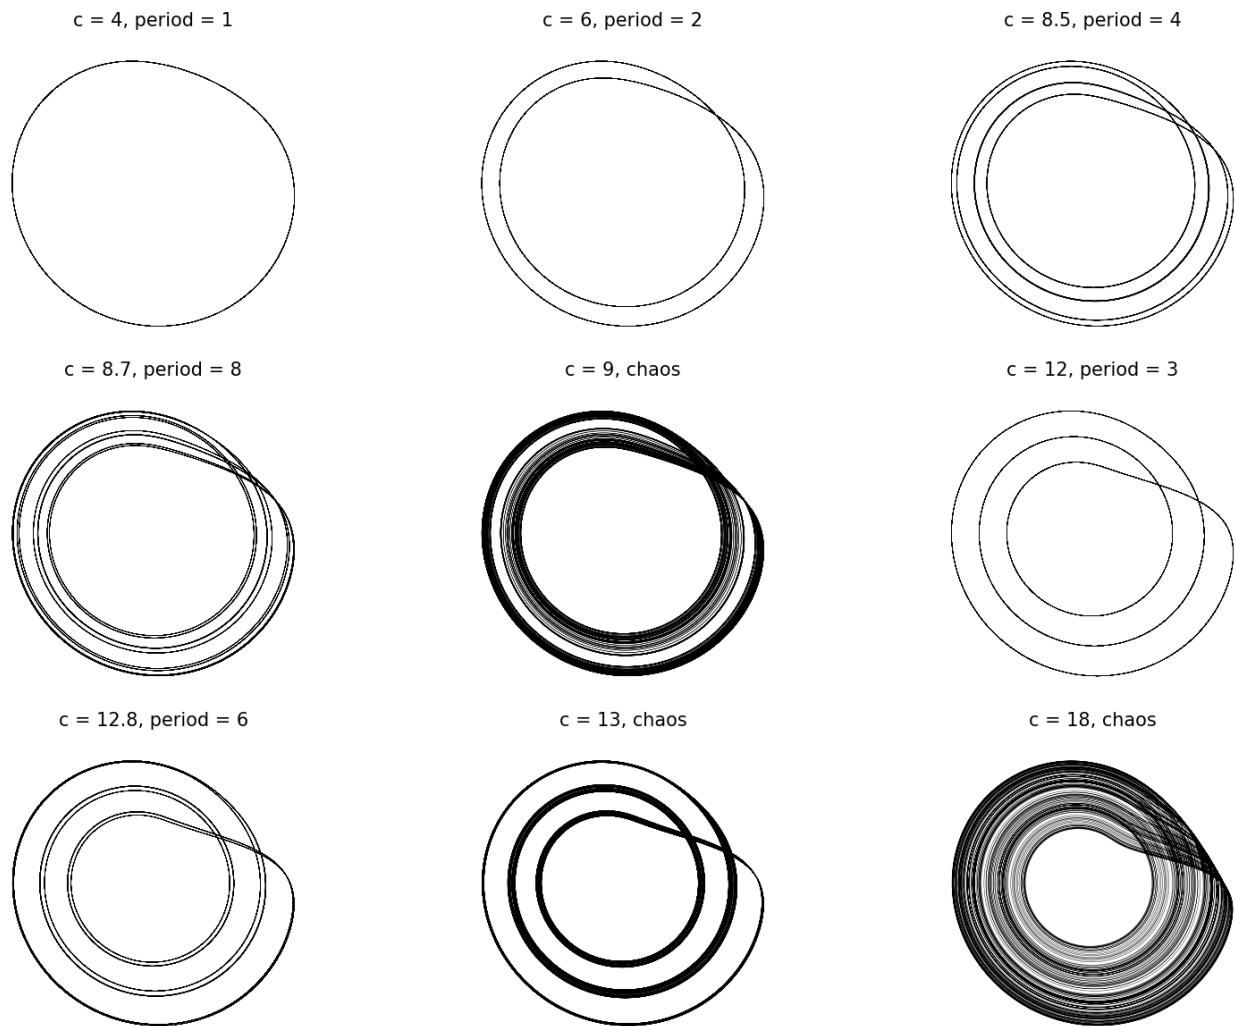 c = 4, period = 1
c = 6, period = 2
c = 8.5, period = 4
c = 8.7, period = 8
c = 9, chaos
c = 12, period = 3
c = 12.8, period = 6
c = 13, chaos
c = 18, chaos